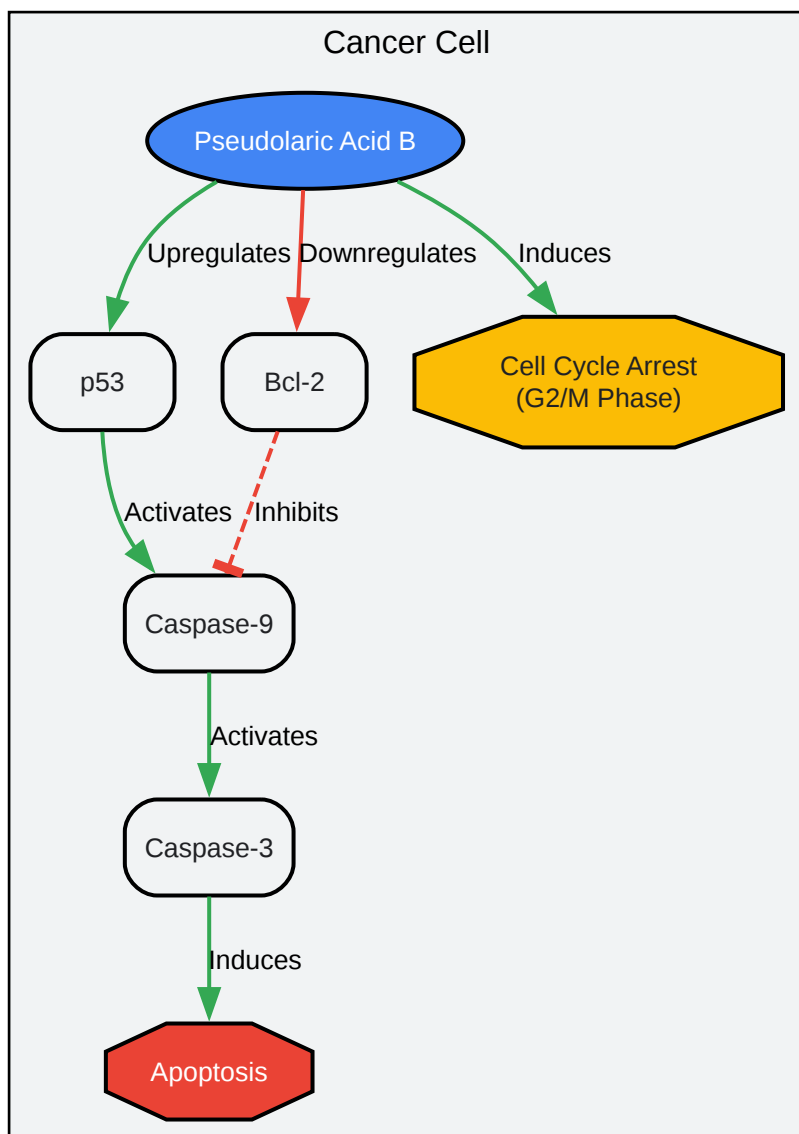 Cancer Cell
Pseudolaric Acid B
Upregulates
Downregulates
Induces
p53
Bcl-2
Cell Cycle Arrest
(G2/M Phase)
Activates
Inhibits
Caspase-9
Activates
Caspase-3
Induces
Apoptosis